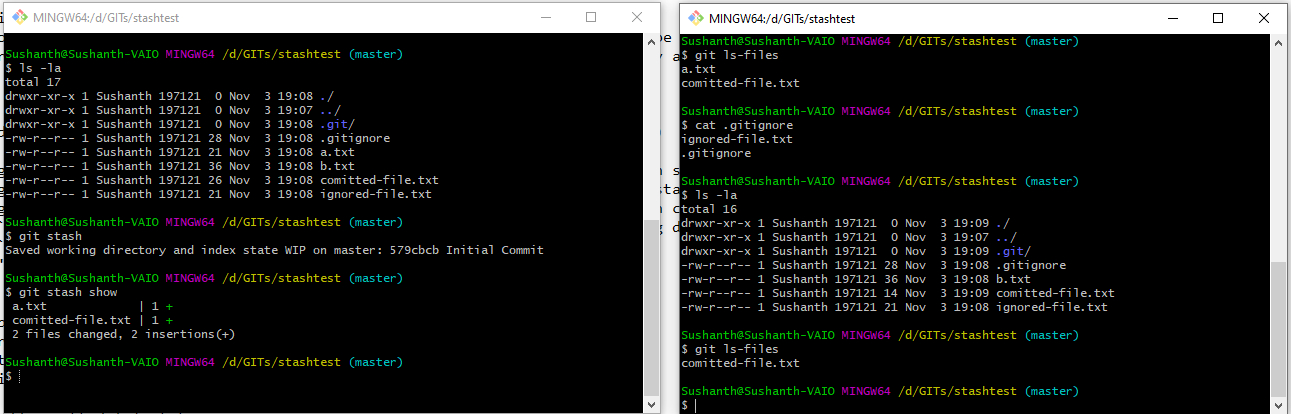 MINGW64:/d/GITs/stashtest
Sushanth@Sushanth-VAIO MINGW64 /d/GITs/stashtest (master)
$ ls -la
total 17
drwxr-xr-x 1 Sushanth 197121  0 Nov  3 19:08 ./
drwxr-xr-x 1 Sushanth 197121  0 Nov  3 19:07 ../
drwxr-xr-x 1 Sushanth 197121  0 Nov  3 19:08 .git/
-rw-r--r-- 1 Sushanth 197121 28 Nov  3 19:08 .gitignore
-rw-r--r-- 1 Sushanth 197121 21 Nov  3 19:08 a.txt
-rw-r--r-- 1 Sushanth 197121 36 Nov  3 19:08 b.txt
-rw-r--r-- 1 Sushanth 197121 26 Nov  3 19:08 comitted-file.txt
-rw-r--r-- 1 Sushanth 197121 21 Nov  3 19:08 ignored-file.txt
Sushanth@Sushanth-VAIO MINGW64 /d/GITs/stashtest (master)
$ git stash
Saved working directory and index state WIP on master: 579cbcb Initial Commit
Sushanth@Sushanth-VAIO MINGW64 /d/GITs/stashtest (master)
$ git stash show
 a.txt             | 1 +
 comitted-file.txt | 1 +
 2 files changed, 2 insertions(+)
Sushanth@Sushanth-VAIO MINGW64 /d/GITs/stashtest (master)
$
MINGW64:/d/GITs/stashtest
Sushanth@Sushanth-VAIO MINGW64 /d/GITs/stashtest (master)
$ git ls-files
a.txt
comitted-file.txt
Sushanth@Sushanth-VAIO MINGW64 /d/GITs/stashtest (master)
$ cat .gitignore
ignored-file.txt
.gitignore
Sushanth@Sushanth-VAIO MINGW64 /d/GITs/stashtest (master)
$ ls -la
total 16
drwxr-xr-x 1 Sushanth 197121  0 Nov  3 19:09 ./
drwxr-xr-x 1 Sushanth 197121  0 Nov  3 19:07 ../
drwxr-xr-x 1 Sushanth 197121  0 Nov  3 19:09 .git/
-rw-r--r-- 1 Sushanth 197121 28 Nov  3 19:08 .gitignore
-rw-r--r-- 1 Sushanth 197121 36 Nov  3 19:08 b.txt
-rw-r--r-- 1 Sushanth 197121 14 Nov  3 19:09 comitted-file.txt
-rw-r--r-- 1 Sushanth 197121 21 Nov  3 19:08 ignored-file.txt
Sushanth@Sushanth-VAIO MINGW64 /d/GITs/stashtest (master)
$ git ls-files
comitted-file.txt
Sushanth@Sushanth-VAIO MINGW64 /d/GITs/stashtest (master)
$